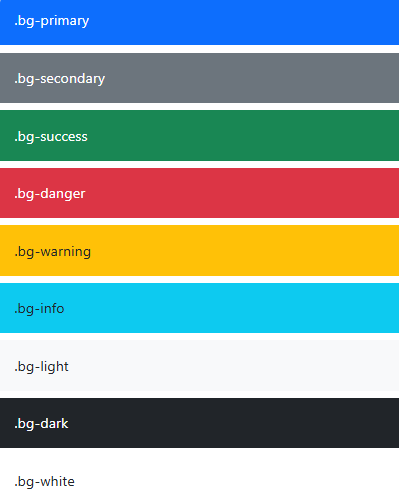 .bg-primary
.bg-secondary
.bg-success
.bg-danger
.bg-warning
.bg-info
.bg-light
.bg-dark
.bg-white